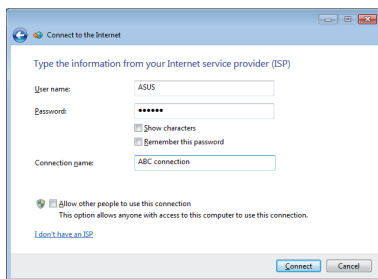 Connect to the Internet
Type the information from your Internet service provider (ISP)
User name: ASUS
Password: ••••••
Show characters
Remember this password
Connection name: ABC connection
Allow other people to use this connection
This option allows anyone with access to this computer to use this connection.
I don't have an ISP
Connect Cancel